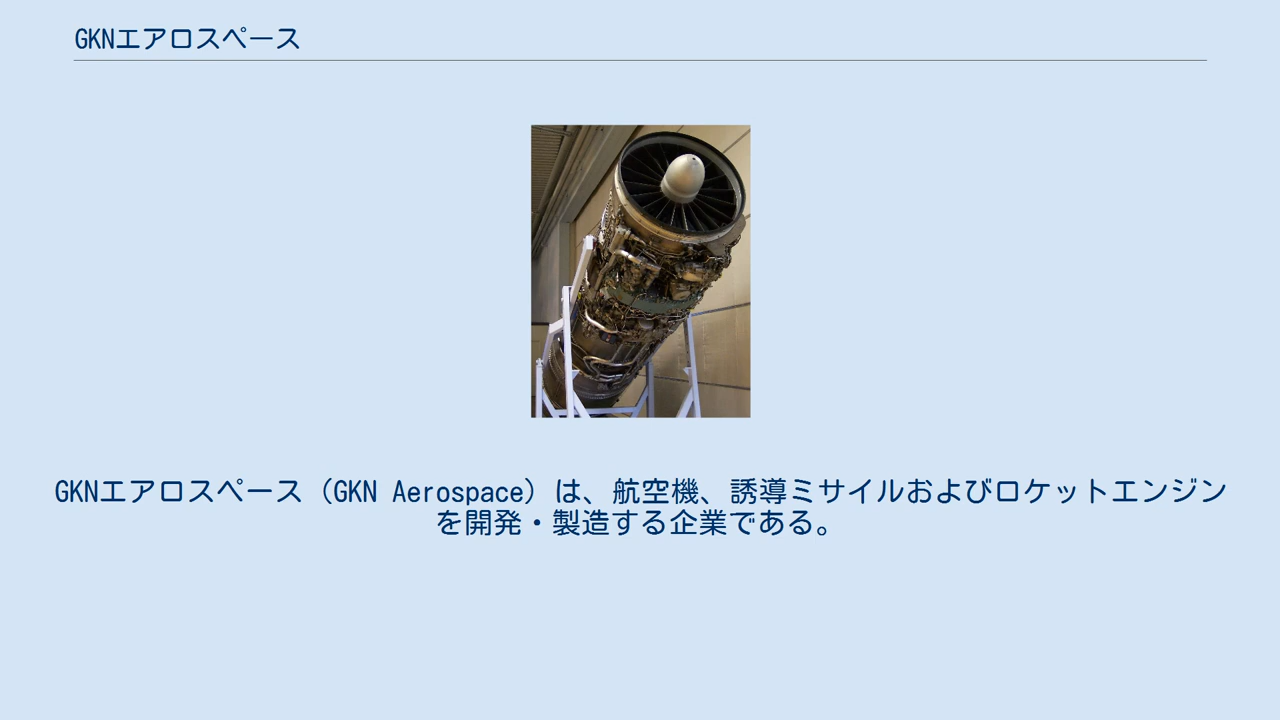 GKNエアロスペース
GKNエアロスペース（GKN Aerospace）は、航空機、誘導ミサイルおよびロケットエンジン
を開発・製造する企業である。